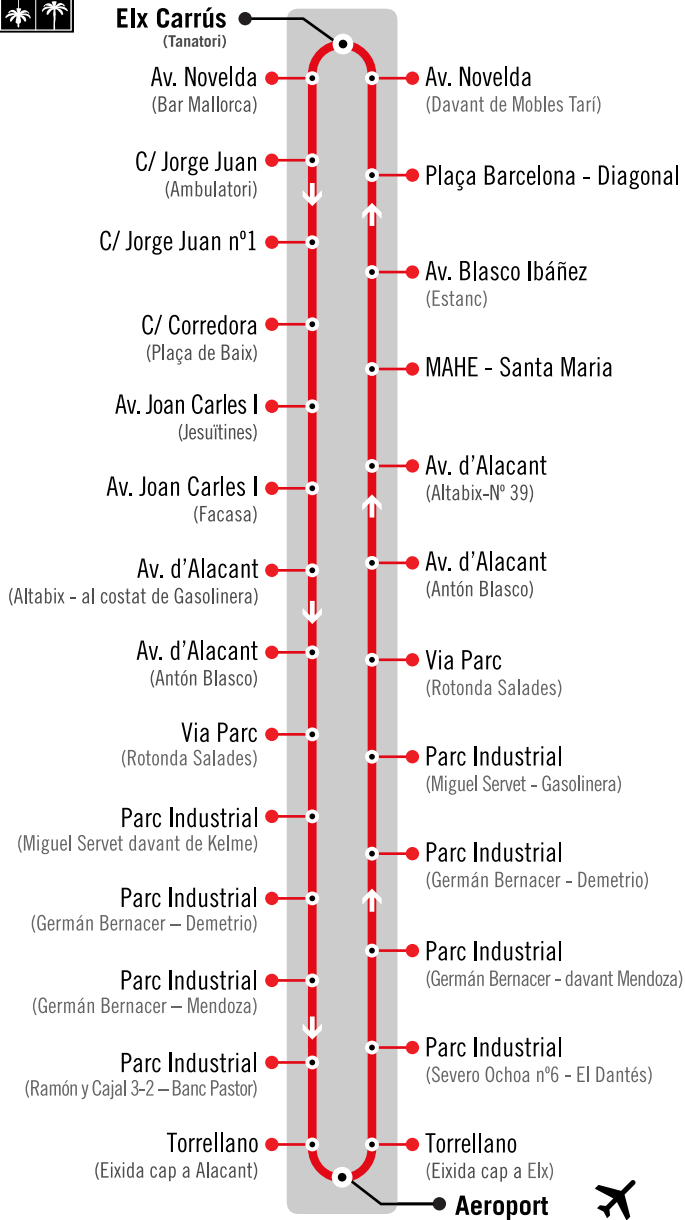 Elx Carrús
(Tanatori)
Av. Novelda
(Bar Mallorca)
C/ Jorge Juan
(Ambulatori)
C/ Jorge Juan nº1
C/ Corredora
(Plaça de Baix)
Av. Joan Carles I
(Jesuïtines)
Av. Joan Carles I
(Facasa)
Av. d'Alacant
(Altabix - al costat de Gasolinera)
Av. d'Alacant
(Antón Blasco)
Via Parc
(Rotonda Salades)
Parc Industrial
(Miguel Servet davant de Kelme)
Parc Industrial
(Germán Bernacer – Demetrio)
Parc Industrial
(Germán Bernacer – Mendoza)
Parc Industrial
(Ramón y Cajal 3-2 – Banc Pastor)
Torrellano
(Eixida cap a Alacant)
Av. Novelda
(Davant de Mobles Tarí)
Plaça Barcelona - Diagonal
Av. Blasco Ibáñez
(Estanc)
MAHE - Santa Maria
Av. d'Alacant
(Altabix-Nº 39)
Av. d'Alacant
(Antón Blasco)
Via Parc
(Rotonda Salades)
Parc Industrial
(Miguel Servet - Gasolinera)
Parc Industrial
(Germán Bernacer - Demetrio)
Parc Industrial
(Germán Bernacer - davant Mendoza)
Parc Industrial
(Severo Ochoa nº6 - El Dantés)
Torrellano
(Eixida cap a Elx)
Aeroport